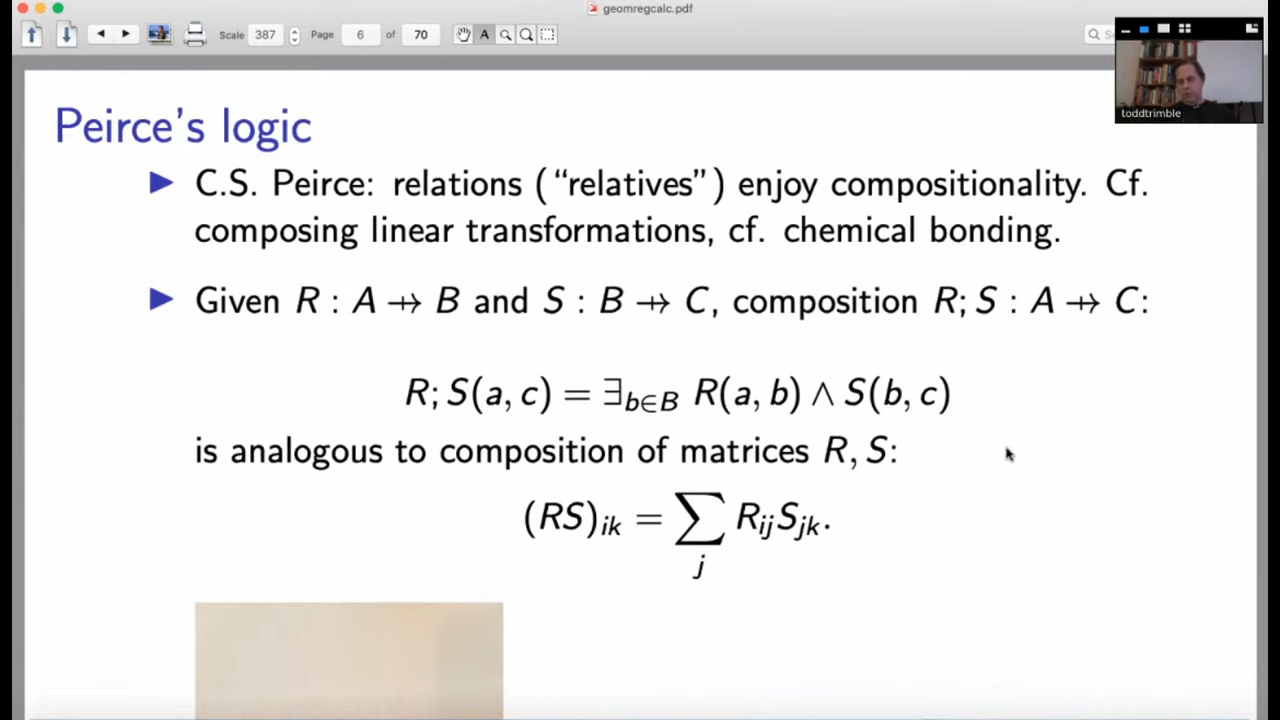 geomregcalc.pdf
Scale 387 Page 6 of 70
toddtrimble
Peirce's logic
▶ C.S. Peirce: relations (“relatives”) enjoy compositionality. Cf.
composing linear transformations, cf. chemical bonding.
▶ Given R : A ⇸ B and S : B ⇸ C, composition R; S : A ⇸ C:
R; S(a, c) = ∃_{b∈B} R(a, b) ∧ S(b, c)
is analogous to composition of matrices R, S:
(RS)_{ik} = ∑_j R_{ij}S_{jk}.